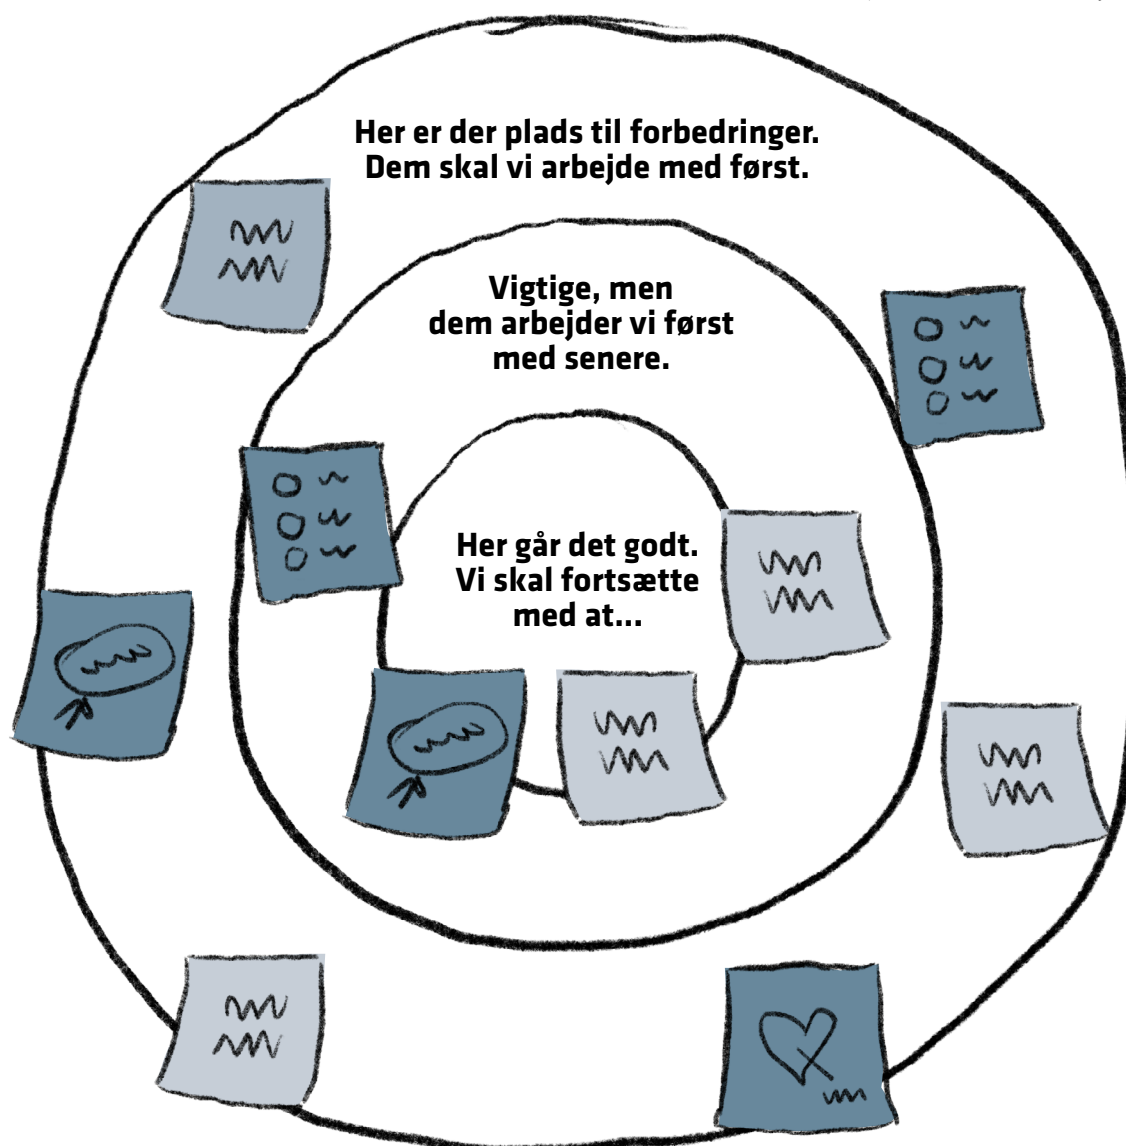 Her er der plads til forbedringer.
Dem skal vi arbejde med først.
Vigtige, men
dem arbejder vi først
med senere.
Her går det godt.
Vi skal fortsætte
med at...